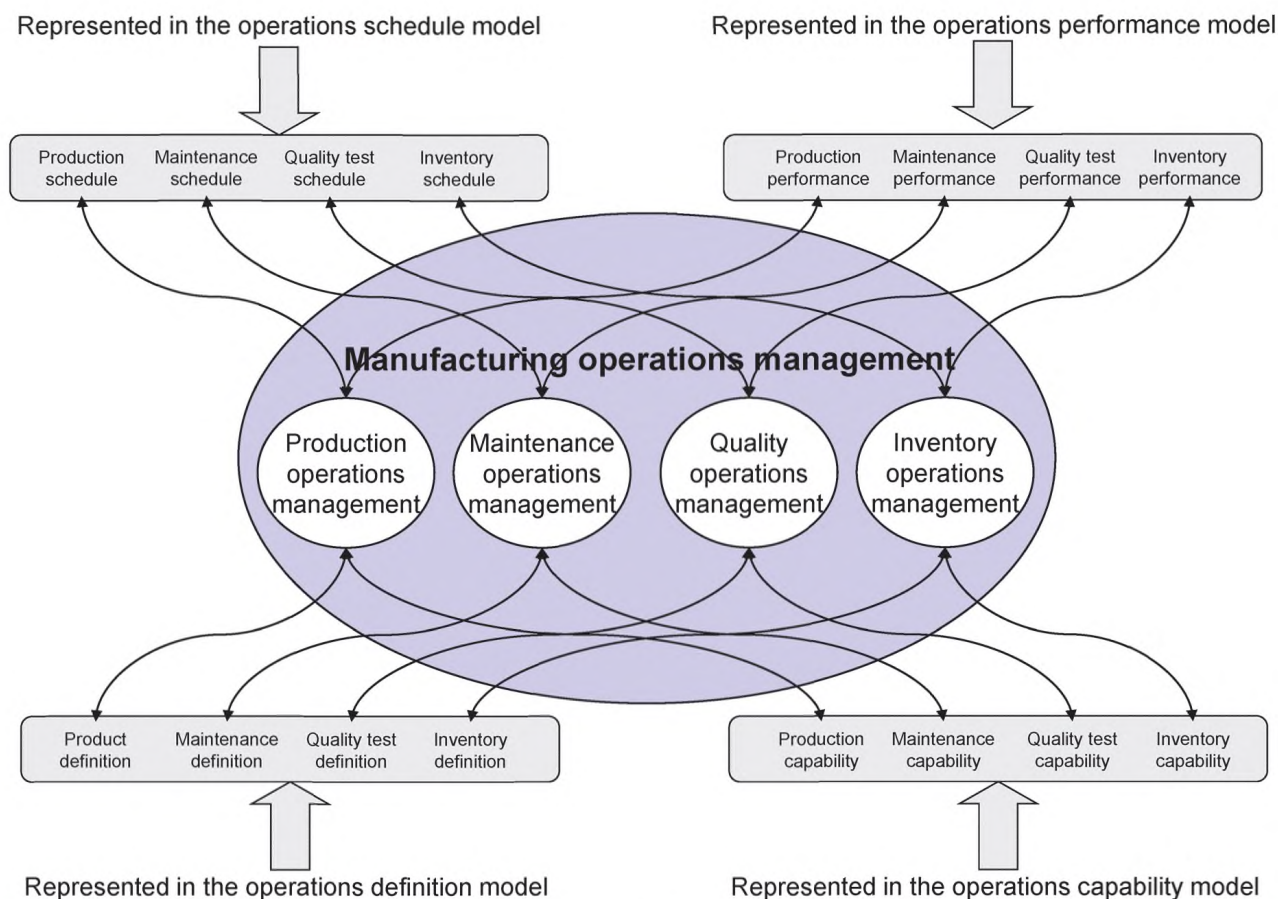 Represented in the operations schedule model
Represented in the operations performance model
Production schedule
Maintenance schedule
Quality test schedule
Inventory schedule
Production performance
Maintenance performance
Quality test performance
Inventory performance
Manufacturing operations management
Production
operations
management
Maintenance
operations
management
Quality
operations
management
Inventory
operations
management
Product
definition
Maintenance
definition
Quality test
definition
Inventory
definition
Production
capability
Maintenance
capability
Quality test
capability
Inventory
capability
Represented in the operations definition model
Represented in the operations capability model